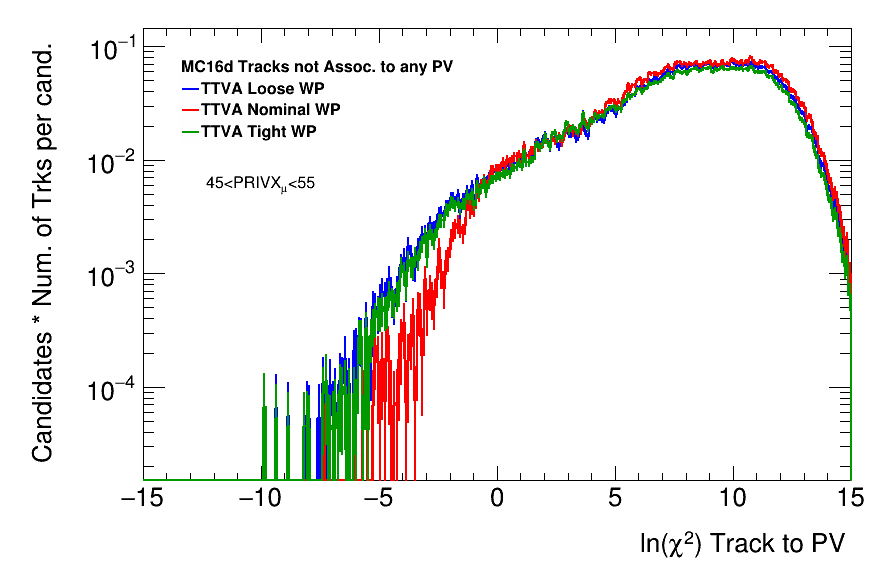 10⁻¹
10⁻²
10⁻³
10⁻⁴
Candidates * Num. of Trks per cand.
MC16d Tracks not Assoc. to any PV
TTVA Loose WP
TTVA Nominal WP
TTVA Tight WP
45<PRIVXμ<55
−15 −10 −5 0 5 10 15
ln(χ²) Track to PV